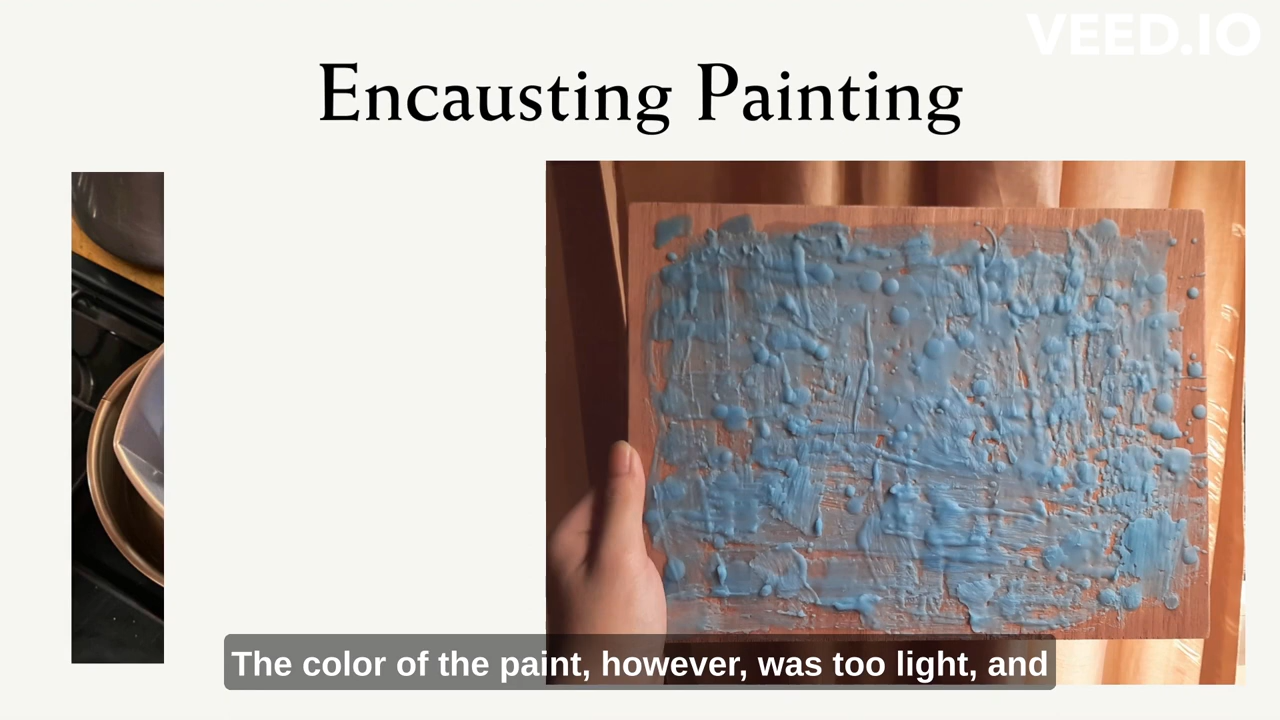 VEED.IO
Encausting Painting
The color of the paint, however, was too light, and